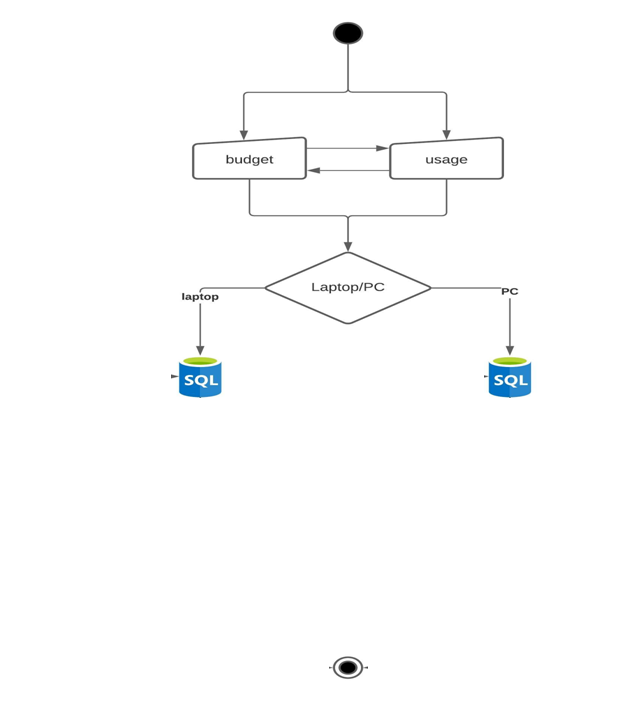 budget
usage
Laptop/PC
laptop
PC
SQL
SQL